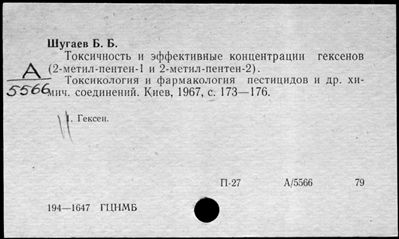 Шугаев Б. Б.
Токсичность и эффективные концентрации гексенов
(2-метил-пентен-1 и 2-метил-пентен-2).
А
5566
Токсикология и фармакология пестицидов и др. хи-
мич. соединений. Киев, 1967, с. 173—176.
1. Гексен.
П-27 А/5566 79
194—1647 ГЦНМБ